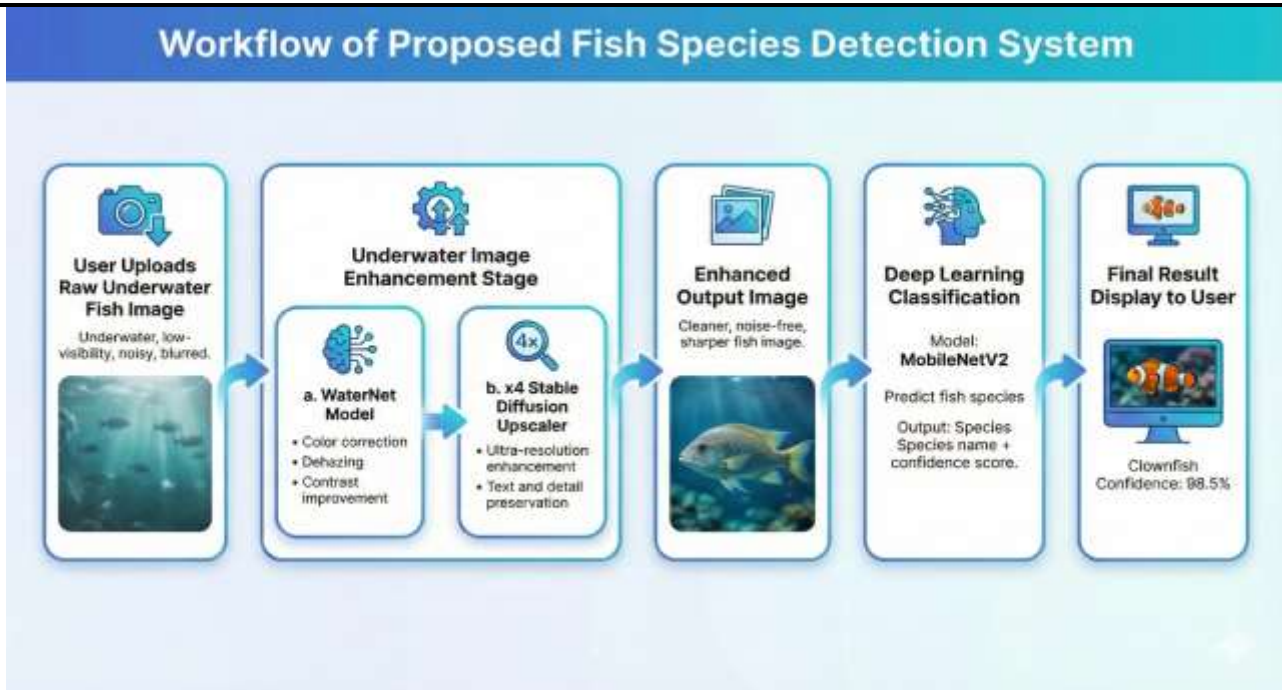 Workflow of Proposed Fish Species Detection System
User Uploads
Raw Underwater
Fish Image
Underwater, low-
visibility, noisy, blurred.
Underwater Image
Enhancement Stage
a. WaterNet
Model
• Color correction
• Dehazing
• Contrast
improvement
4x
b. x4 Stable
Diffusion
Upscaler
• Ultra-resolution
enhancement
• Text and detail
preservation
Enhanced
Output Image
Cleaner, noise-free,
sharper fish image.
Deep Learning
Classification
Model:
MobileNetV2
Predict fish species
Output: Species
Species name +
confidence score.
Final Result
Display to User
Clownfish
Confidence: 98.5%